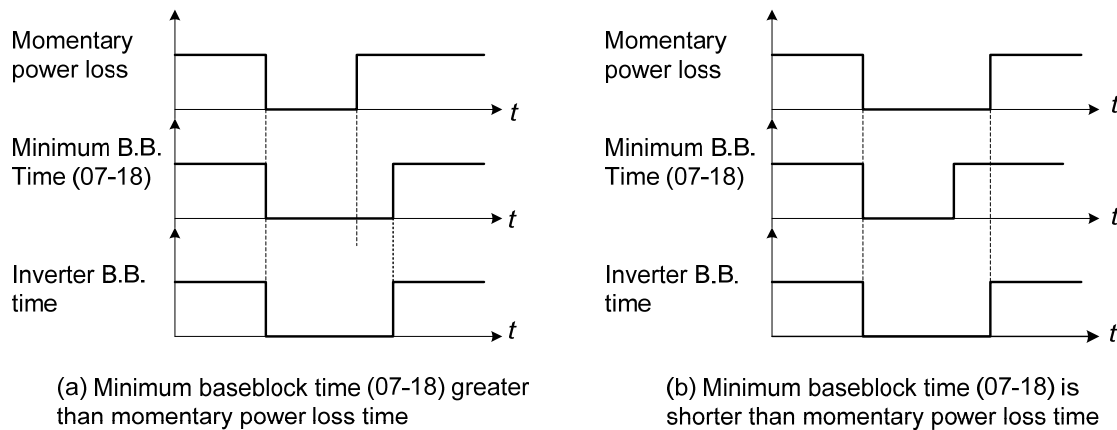 Momentary
power loss
t
Minimum B.B.
Time (07-18)
t
Inverter B.B.
time
t
(a) Minimum baseblock time (07-18) greater
than momentary power loss time
Momentary
power loss
t
Minimum B.B.
Time (07-18)
t
Inverter B.B.
time
t
(b) Minimum baseblock time (07-18) is
shorter than momentary power loss time